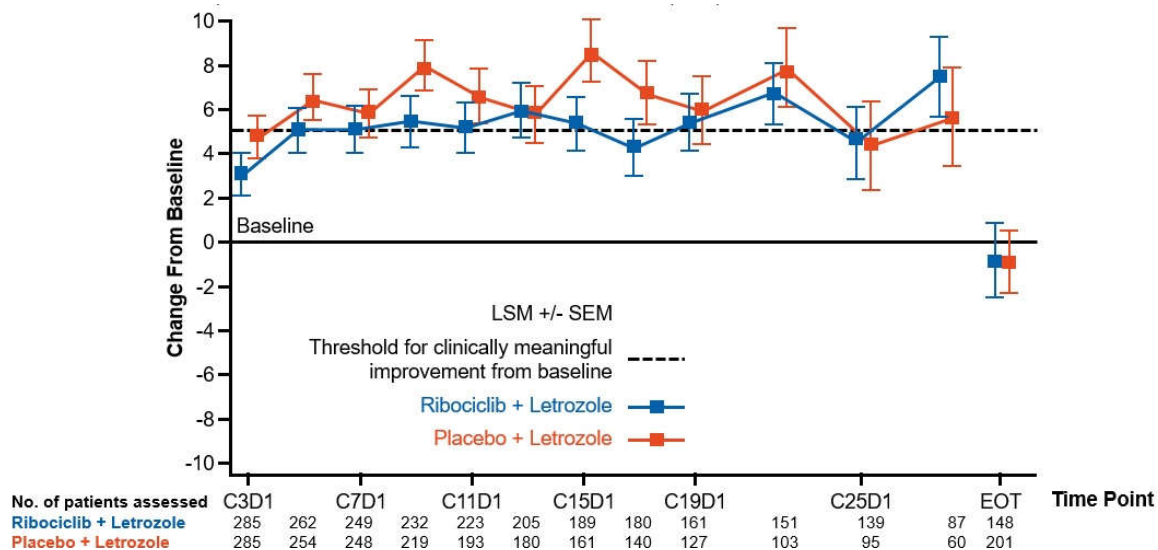 10
8
6
4
2
0
-2
-4
-6
-8
-10
Change From Baseline
Baseline
LSM +/- SEM
Threshold for clinically meaningful
improvement from baseline
Ribociclib + Letrozole
Placebo + Letrozole
No. of patients assessed C3D1 C7D1 C11D1 C15D1 C19D1 C25D1 EOT Time Point
Ribociclib + Letrozole 285 262 249 232 223 205 189 180 161 151 139 87 148
Placebo + Letrozole 285 254 248 219 193 180 161 140 127 103 95 60 201